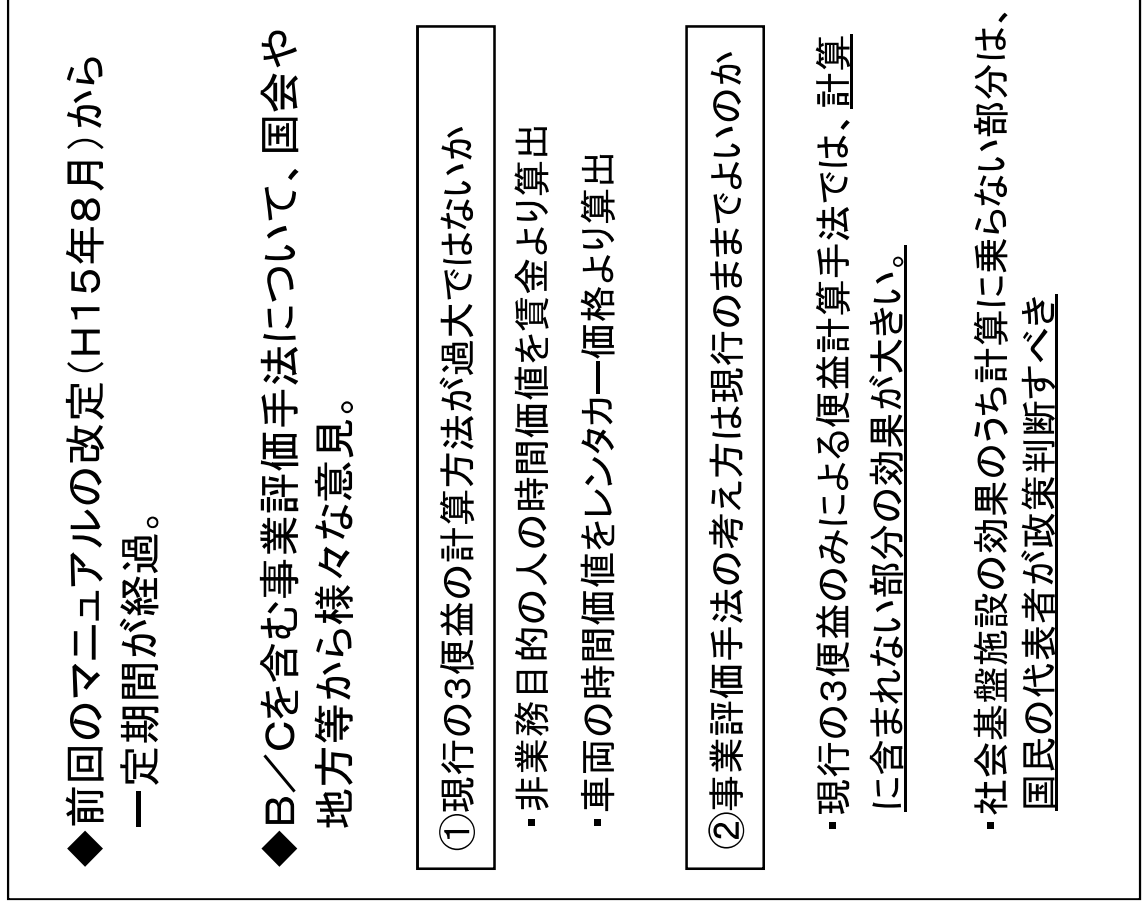 ◆前回のマニュアルの改定(H15年8月)から
一定期間が経過。
◆B/Cを含む事業評価手法について、国会や
地方等から様々な意見。
①現行の3便益の計算方法が過大ではないか
・非業務目的の人の時間価値を賃金より算出
・車両の時間価値をレンタカー価格より算出
②事業評価手法の考え方は現行のままでよいのか
・現行の3便益のみによる便益計算手法では、計算
に含まれない部分の効果が大きい。
・社会基盤施設の効果のうち計算に乗らない部分は、
国民の代表者が政策判断すべき